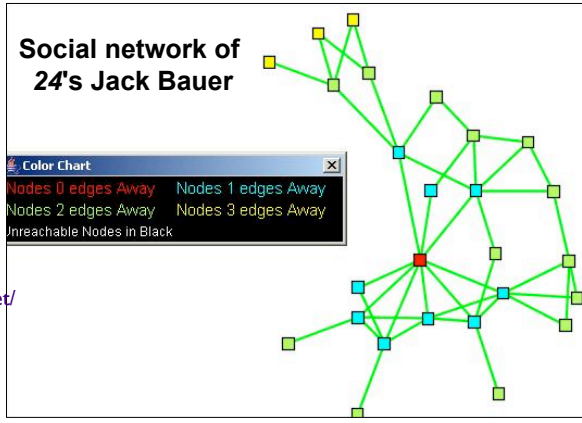 Social network of
24's Jack Bauer
Color Chart
Nodes 0 edges Away Nodes 1 edges Away
Nodes 2 edges Away Nodes 3 edges Away
Unreachable Nodes in Black
et/